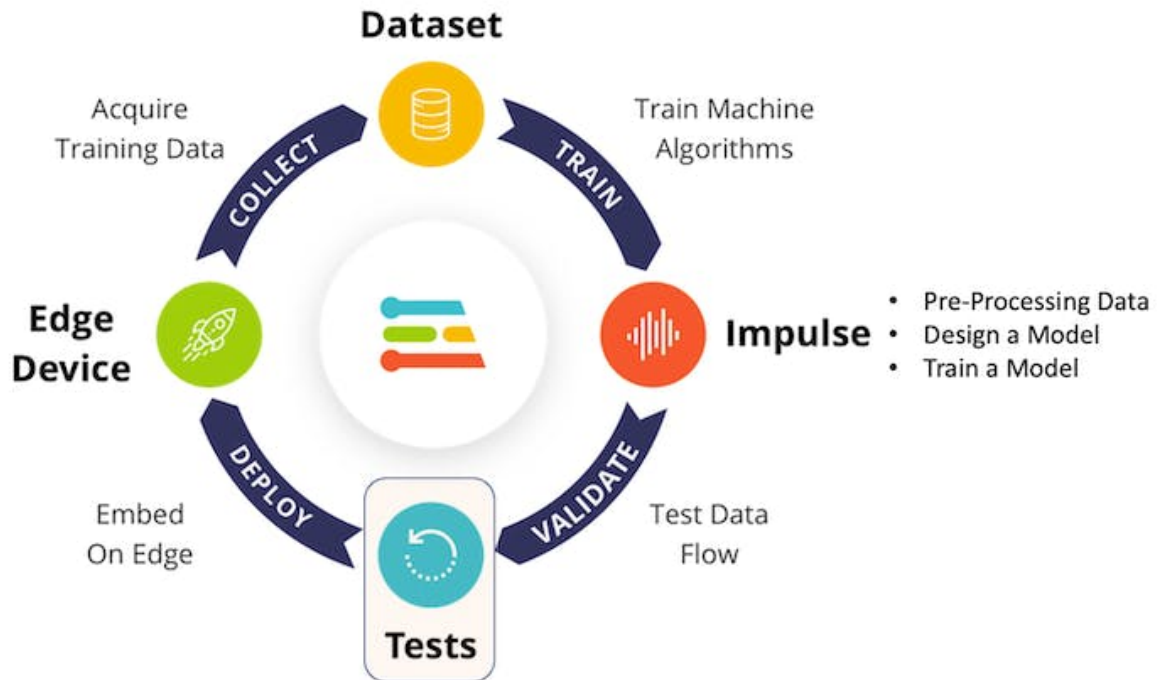 Dataset
Acquire
Training Data
COLLECT
TRAIN
Train Machine
Algorithms
Edge
Device
Impulse
• Pre-Processing Data
• Design a Model
• Train a Model
DEPLOY
VALIDATE
Embed
On Edge
Test Data
Flow
Tests